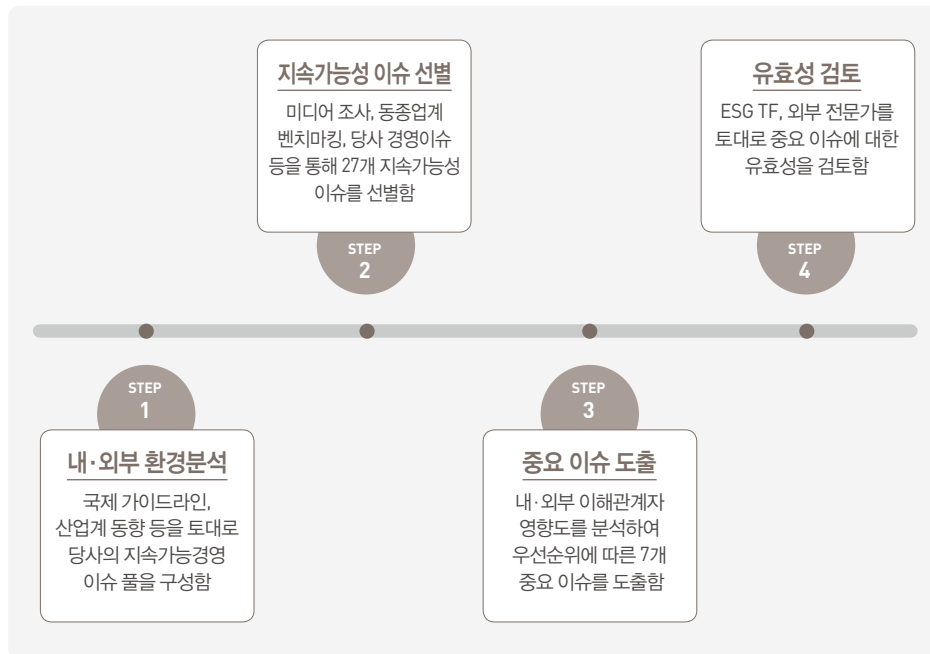 STEP
1
내·외부 환경분석
국제 가이드라인,
산업계 동향 등을 토대로
당사의 지속가능경영
이슈 풀을 구성함
지속가능성 이슈 선별
미디어 조사, 동종업계
벤치마킹, 당사 경영이슈
등을 통해 27개 지속가능성
이슈를 선별함
STEP
2
STEP
3
중요 이슈 도출
내·외부 이해관계자
영향도를 분석하여
우선순위에 따른 7개
중요 이슈를 도출함
유효성 검토
ESG TF, 외부 전문가를
토대로 중요 이슈에 대한
유효성을 검토함
STEP
4